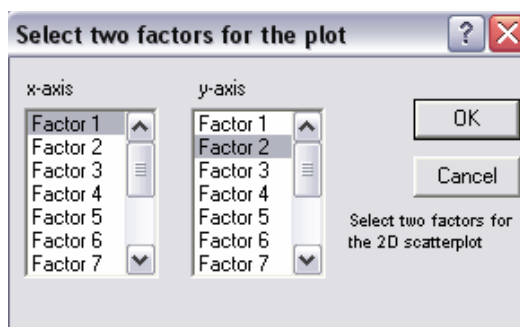 Select two factors for the plot
x-axis
Factor 1
Factor 2
Factor 3
Factor 4
Factor 5
Factor 6
Factor 7
y-axis
Factor 1
Factor 2
Factor 3
Factor 4
Factor 5
Factor 6
Factor 7
OK
Cancel
Select two factors for
the 2D scatterplot